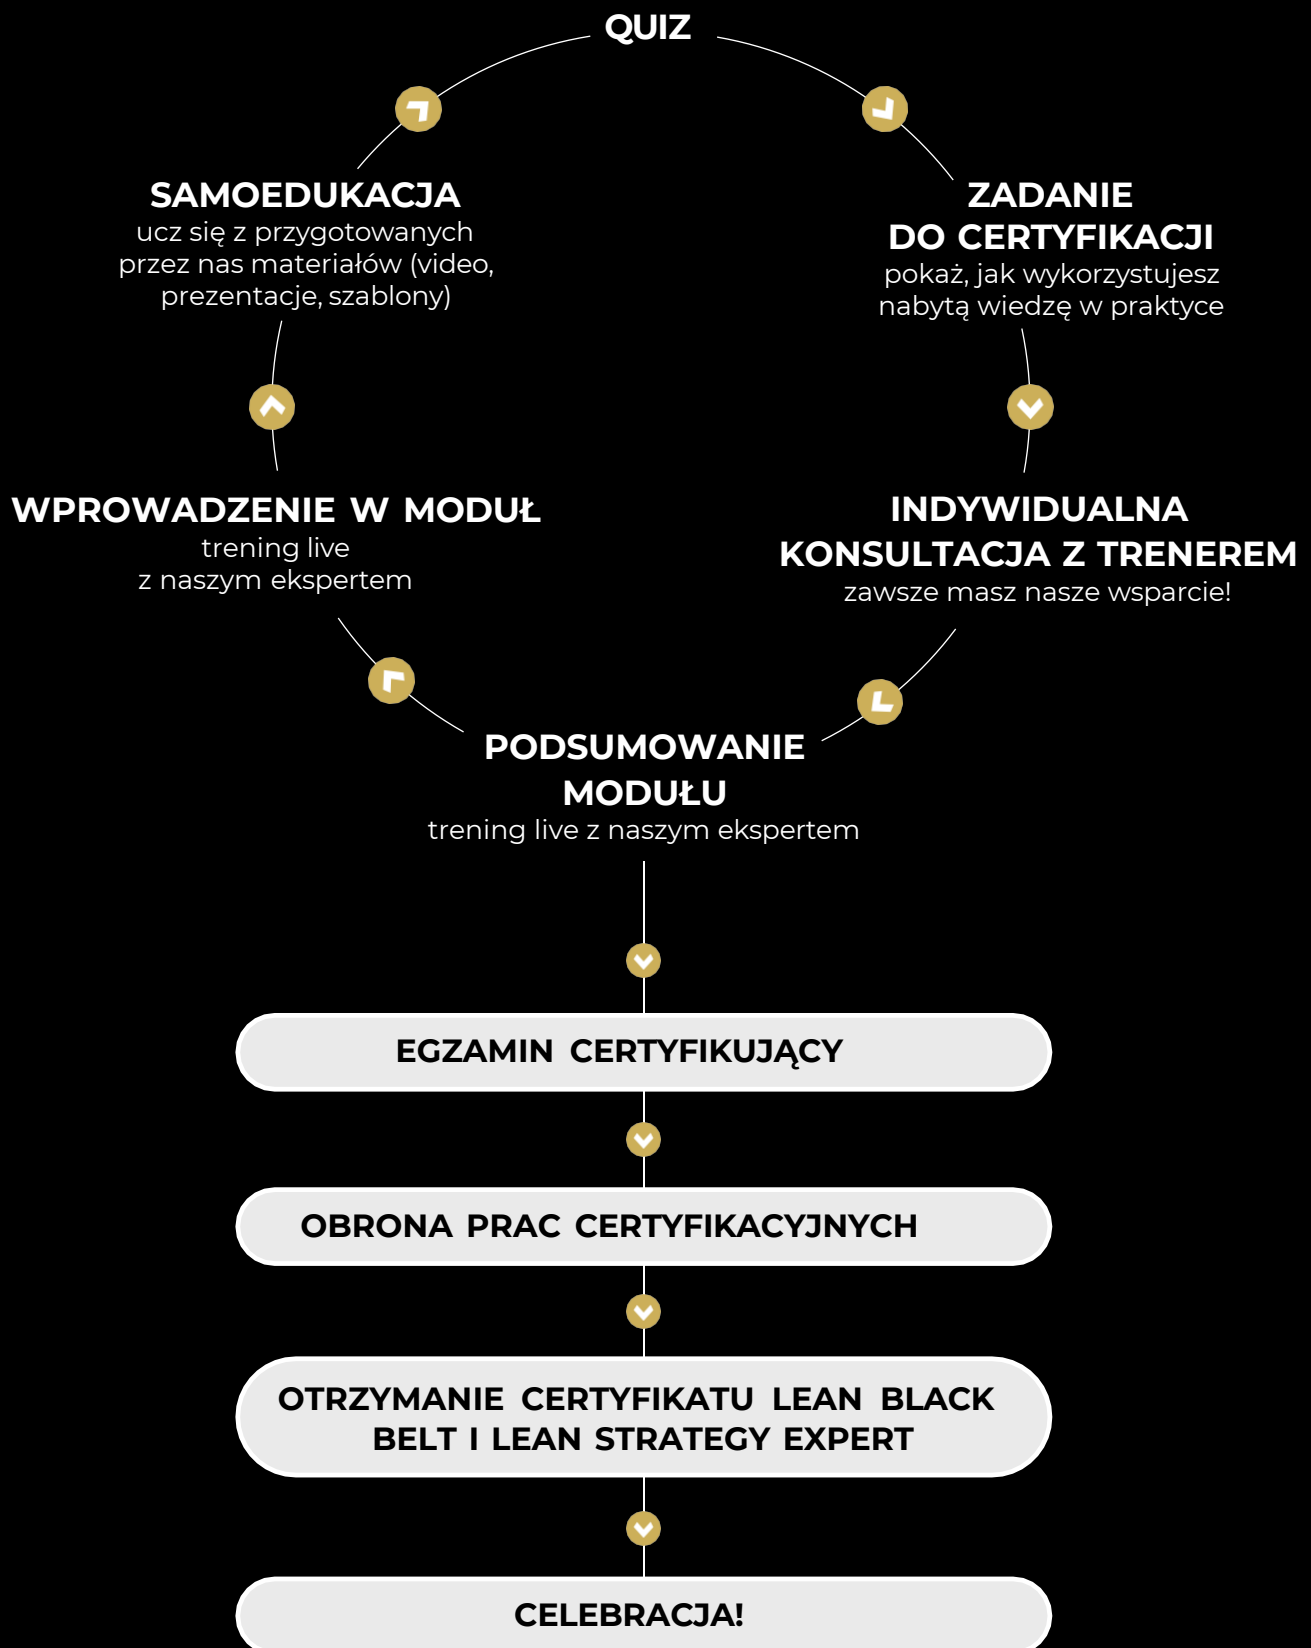 QUIZ
SAMOEDUKACJA
ucz się z przygotowanych
przez nas materiałów (video,
prezentacje, szablony)
ZADANIE
DO CERTYFIKACJI
pokaż, jak wykorzystujesz
nabytą wiedzę w praktyce
WPROWADZENIE W MODUŁ
trening live
z naszym ekspertem
INDYWIDUALNA
KONSULTACJA Z TRENEREM
zawsze masz nasze wsparcie!
PODSUMOWANIE
MODUŁU
trening live z naszym ekspertem
EGZAMIN CERTYFIKUJĄCY
OBRONA PRAC CERTYFIKACYJNYCH
OTRZYMANIE CERTYFIKATU LEAN BLACK
BELT I LEAN STRATEGY EXPERT
CELEBRACJA!